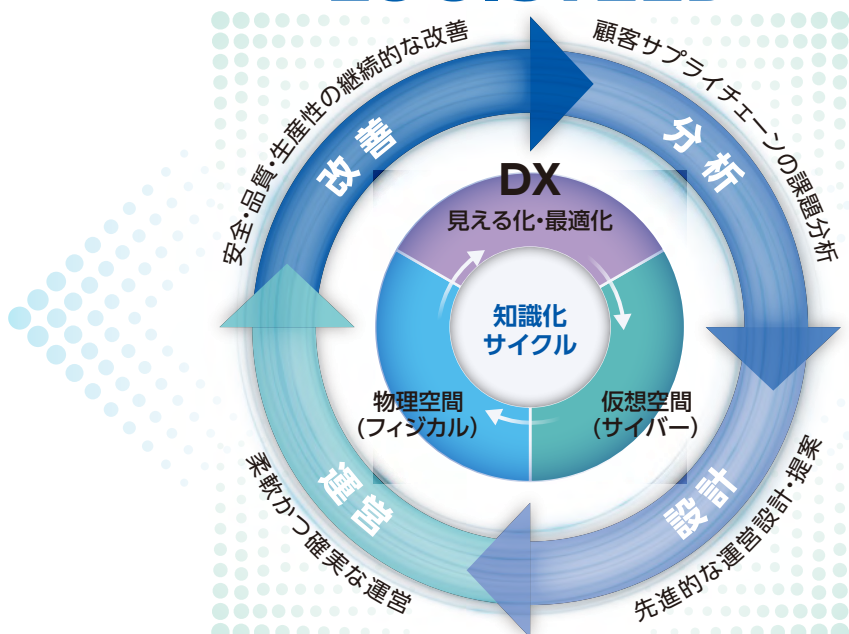 安全・品質・生産性の継続的な改善
顧客サプライチェーンの課題分析
改善
分析
DX
見える化・最適化
知識化
サイクル
物理空間
(フィジカル)
仮想空間
(サイバー)
運営
設計
柔軟かつ確実な運営
先進的な運営設計・提案